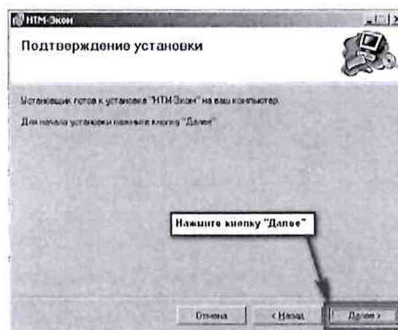 НТМ-Экон
Подтверждение установки
Установщик готов к установке "НТМ-Экон" на ваш компьютер.
Для начала установки нажмите кнопку "Далее"
Нажмите кнопку "Далее"
Отмена
< Назад
Далее >